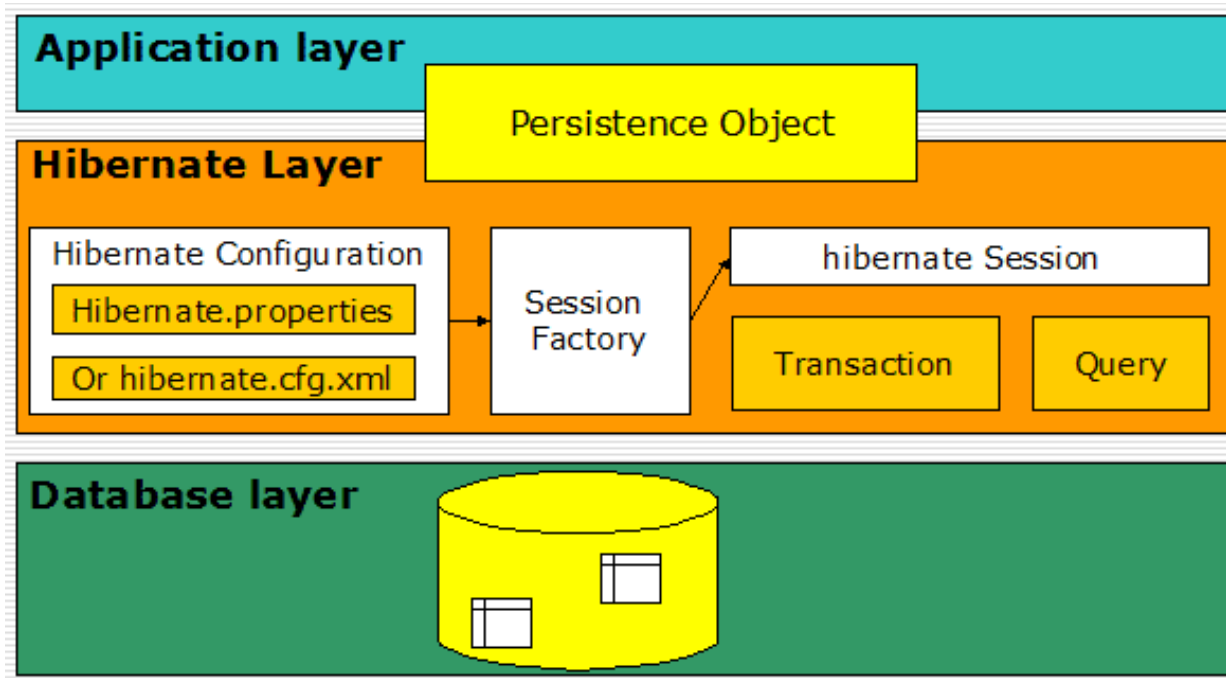 Application layer
Persistence Object
Hibernate Layer
Hibernate Configuration
Hibernate.properties
Or hibernate.cfg.xml
Session
Factory
hibernate Session
Transaction
Query
Database layer